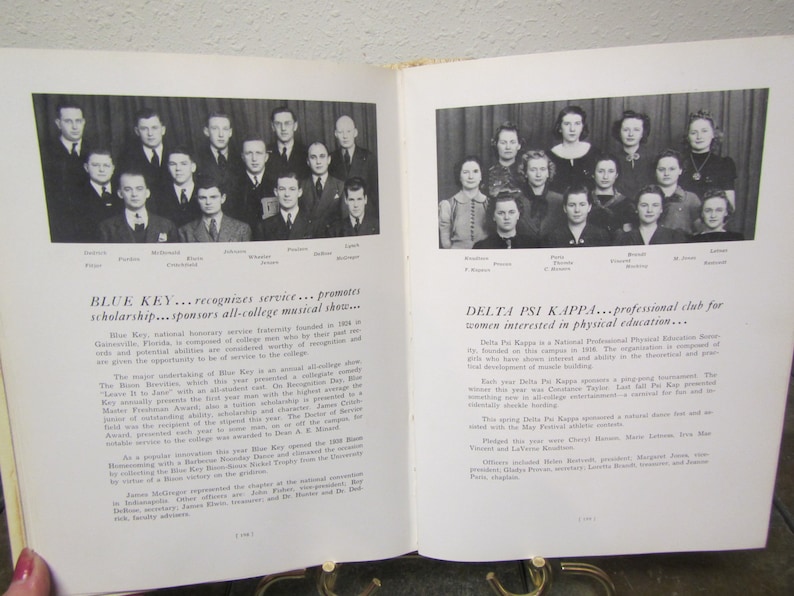 Dedrich McDonald Johnson Poulsen Lynch
Purdon Elwin Wheeler DeRose
Fitjer Critchfield Jensen McGregor
BLUE KEY...recognizes service...promotes
scholarship...sponsors all-college musical show...
Blue Key, national honorary service fraternity founded in 1924 in
Gainesville, Florida, is composed of college men who by their past rec-
ords and potential abilities are considered worthy of recognition and
are given the opportunity to be of service to the college.
The major undertaking of Blue Key is an annual all-college show,
The Bison Brevities, which this year presented a collegiate comedy
"Leave It to Jane" with an all-student cast. On Recognition Day, Blue
Key annually presents the first year man with the highest average the
Master Freshman Award; also a tuition scholarship is presented to a
junior of outstanding ability, scholarship and character. James Critch-
field was the recipient of the stipend this year. The Doctor of Service
Award, presented each year to some man, on or off the campus, for
notable service to the college was awarded to Dean A. E. Minard.
As a popular innovation this year Blue Key opened the 1938 Bison
Homecoming with a Barbecue Noonday Dance and climaxed the occasion
by collecting the Blue Key Bison-Sioux Nickel Trophy from the University
by virtue of a Bison victory on the gridiron.
James McGregor represented the chapter at the national convention
in Indianapolis. Other officers are: John Fisher, vice-president; Roy
DeRose, secretary; James Elwin, treasurer; and Dr. Hunter and Dr. Ded-
rick, faculty advisers.
[ 198 ]
Knudtson Paris Brandt Letness
Provan Thomte Vincent M. Jones
F. Kappaun C. Hanson Hocking Restvedt
DELTA PSI KAPPA...professional club for
women interested in physical education...
Delta Psi Kappa is a National Professional Physical Education Soror-
ity, founded on this campus in 1916. The organization is composed of
girls who have shown interest and ability in the theoretical and prac-
tical development of muscle building.
Each year Delta Psi Kappa sponsors a ping-pong tournament. The
winner this year was Constance Taylor. Last fall Psi Kap presented
something new in all-college entertainment—a carnival for fun and in-
cidentally sheckle hording.
This spring Delta Psi Kappa sponsored a natural dance fest and as-
sisted with the May Festival athletic contests.
Pledged this year were Cheryl Hanson, Maris Letness, Irva Mae
Vincent and LaVerne Knudtson.
Officers included Helen Restvedt, president; Margaret Jones, vice-
president; Gladys Provan, secretary; Loretta Brandt, treasurer, and Jeanne
Paris, chaplain.
[ 199 ]